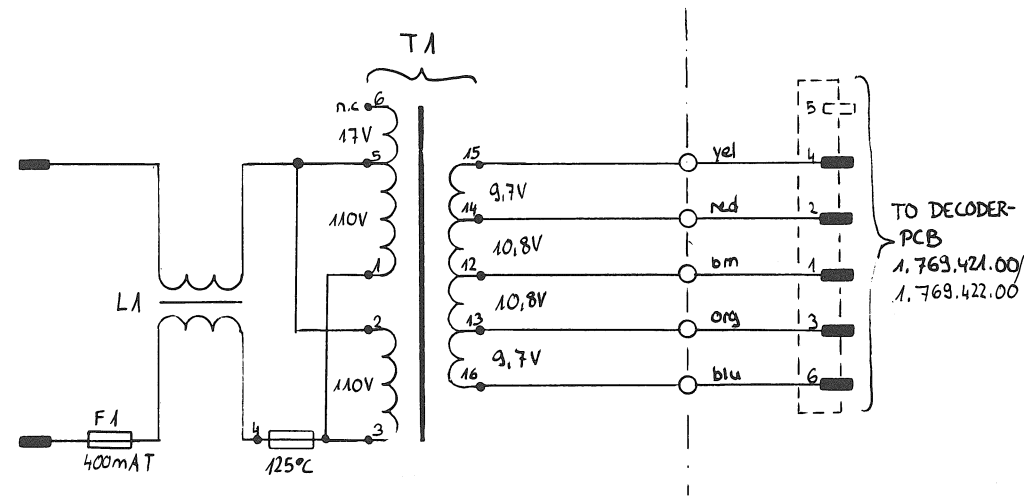 T1
n.c 6
17V
5
110V
1
2
110V
3
L1
F1
400mAT
4
125°C
15
9,7V
14
10,8V
12
10,8V
13
9,7V
16
yel
red
brn
org
blu
5
4
2
1
3
6
TO DECODER-
PCB
1.769.421.00/
1.769.422.00